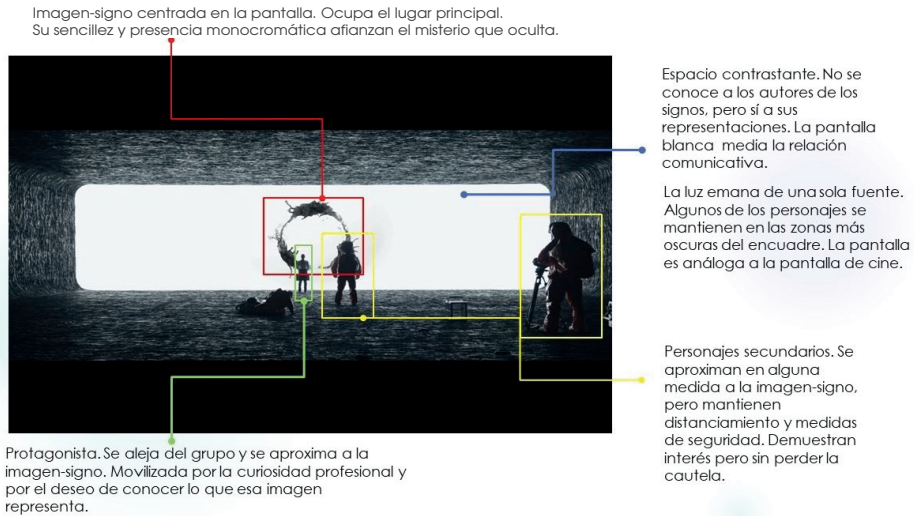 Imagen-signo centrada en la pantalla. Ocupa el lugar principal.
Su sencillez y presencia monocromática afianzan el misterio que oculta.
Espacio contrastante. No se
conoce a los autores de los
signos, pero sí a sus
representaciones. La pantalla
blanca media la relación
comunicativa.
La luz emana de una sola fuente.
Algunos de los personajes se
mantienen en las zonas más
oscuras del encuadre. La pantalla
es análoga a la pantalla de cine.
Personajes secundarios. Se
aproximan en alguna
medida a la imagen-signo,
pero mantienen
distanciamiento y medidas
de seguridad. Demuestran
interés pero sin perder la
cautela.
Protagonista. Se aleja del grupo y se aproxima a la
imagen-signo. Movilizada por la curiosidad profesional y
por el deseo de conocer lo que esa imagen
representa.